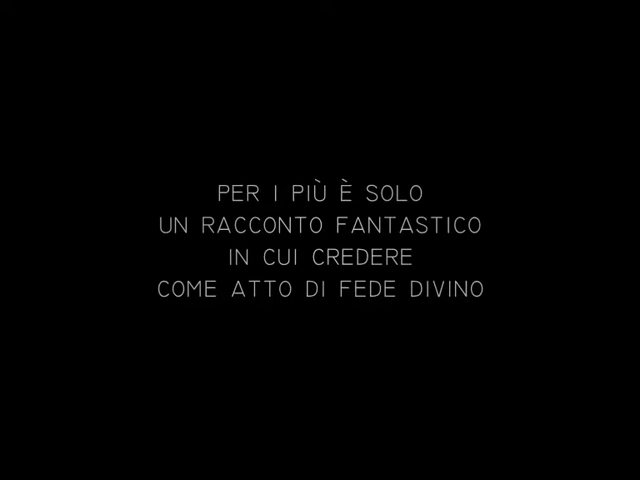 PER I PIÙ È SOLO
UN RACCONTO FANTASTICO
IN CUI CREDERE
COME ATTO DI FEDE DIVINO